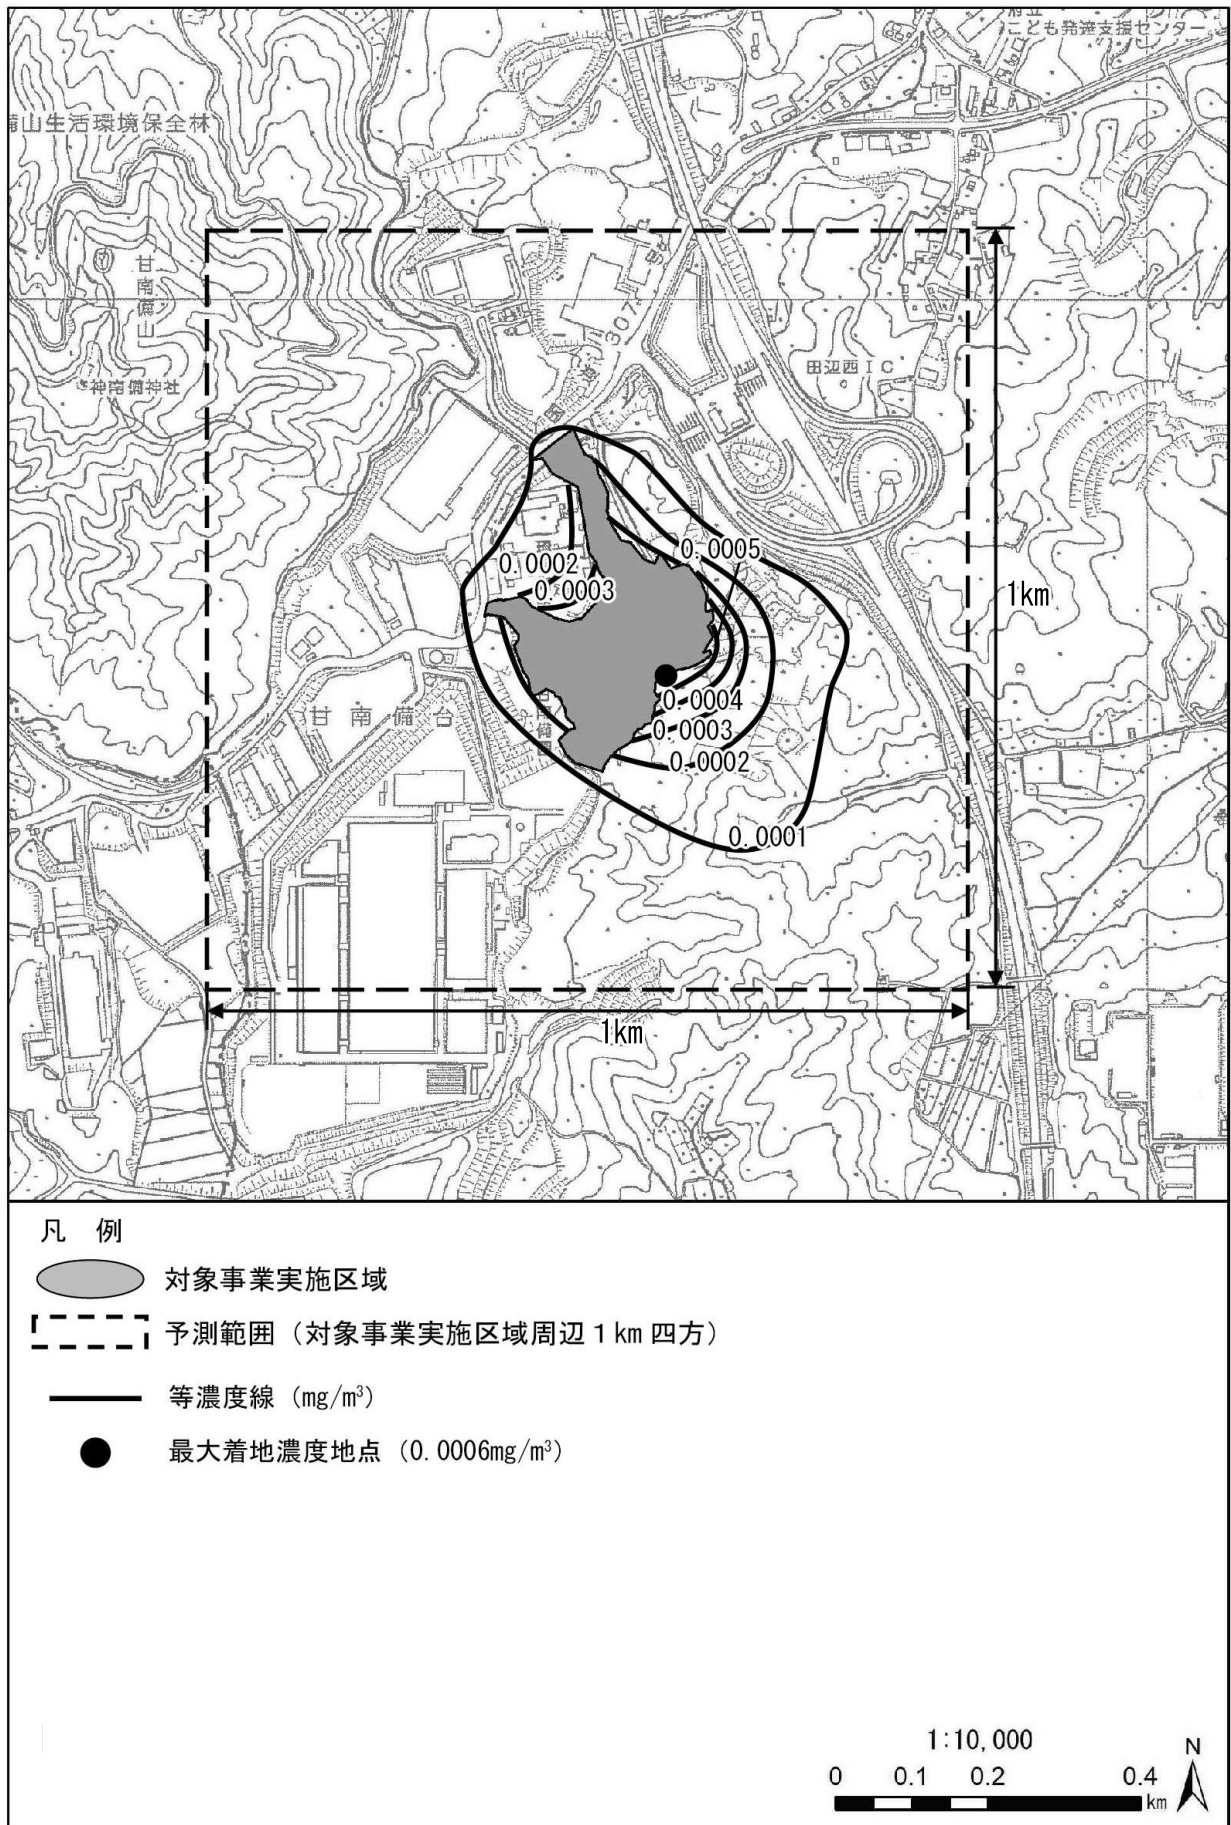 こども発達支援センター
山生活環境保全林
甘南備山
神南備神社
307
田辺西IC
0.0005
0.0002
0.0003
1km
0.0004
甘南備台
0.0003
0.0002
0.0001
1km
凡 例
対象事業実施区域
予測範囲（対象事業実施区域周辺1km四方）
等濃度線（mg/m³）
最大着地濃度地点（0.0006mg/m³）
1:10,000
N
0 0.1 0.2 0.4
km